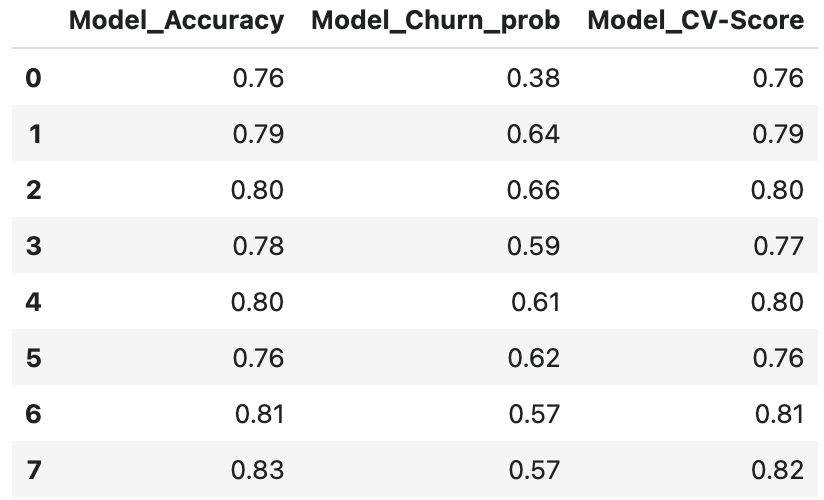 Model_Accuracy Model_Churn_prob Model_CV-Score
0 0.76 0.38 0.76
1 0.79 0.64 0.79
2 0.80 0.66 0.80
3 0.78 0.59 0.77
4 0.80 0.61 0.80
5 0.76 0.62 0.76
6 0.81 0.57 0.81
7 0.83 0.57 0.82